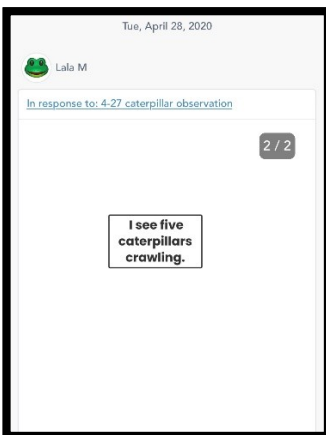 Tue, April 28, 2020
Lala M
In response to: 4-27 caterpillar observation
2 / 2
I see five
caterpillars
crawling.